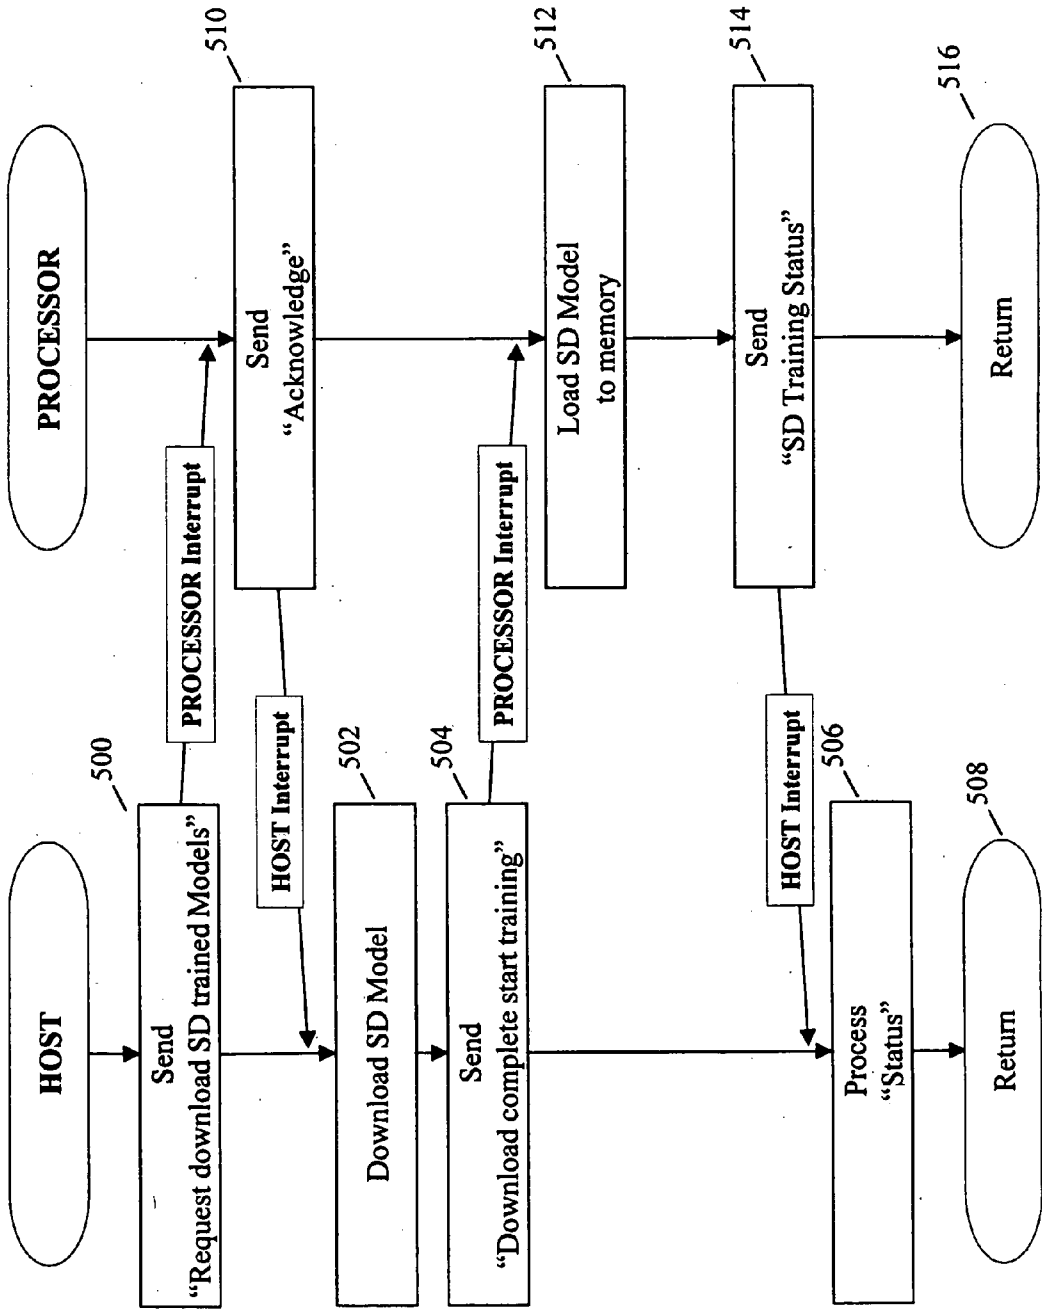 HOST
500
Send
“Request download SD trained Models”
PROCESSOR Interrupt
HOST Interrupt
502
Download SD Model
504
Send
“Download complete start training”
PROCESSOR Interrupt
HOST Interrupt
506
Process
“Status”
508
Return
PROCESSOR
510
Send
“Acknowledge”
512
Load SD Model
to memory
514
Send
“SD Training Status”
516
Return